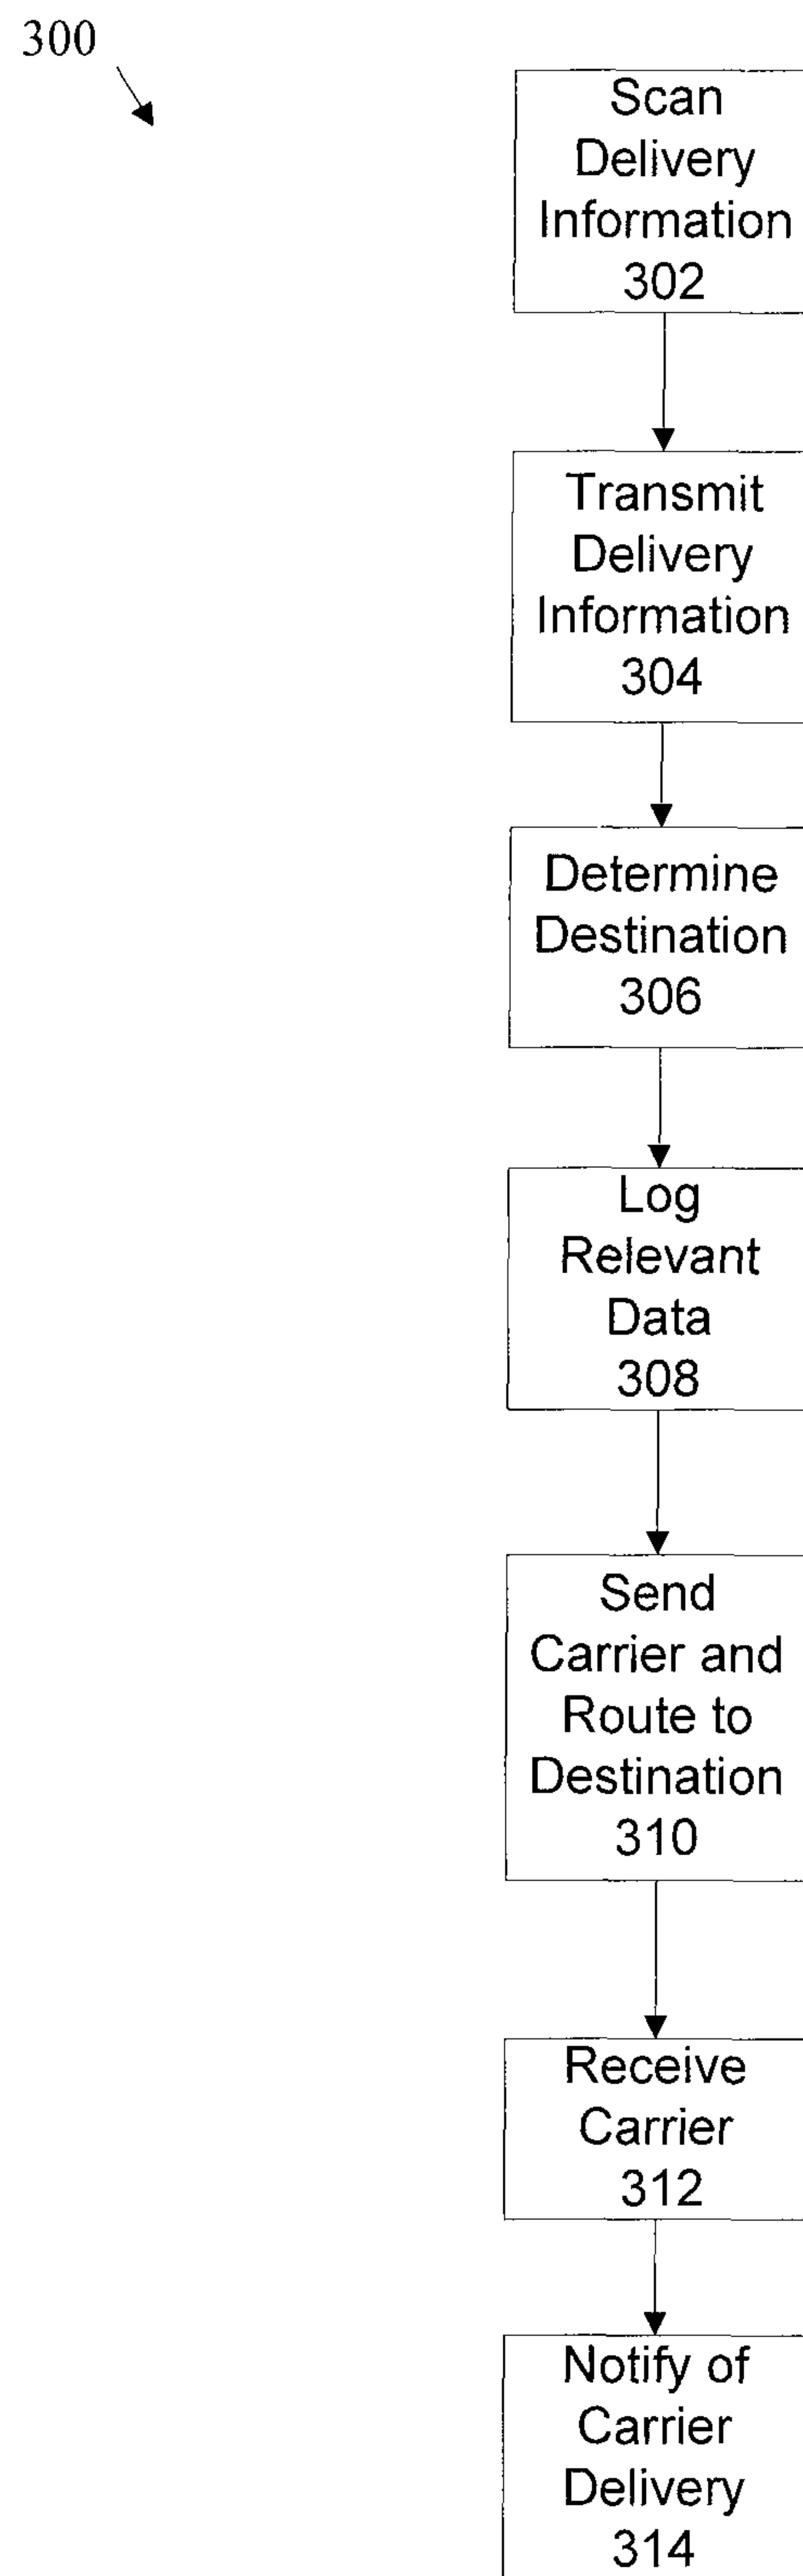 300
Scan
Delivery
Information
302
Transmit
Delivery
Information
304
Determine
Destination
306
Log
Relevant
Data
308
Send
Carrier and
Route to
Destination
310
Receive
Carrier
312
Notify of
Carrier
Delivery
314